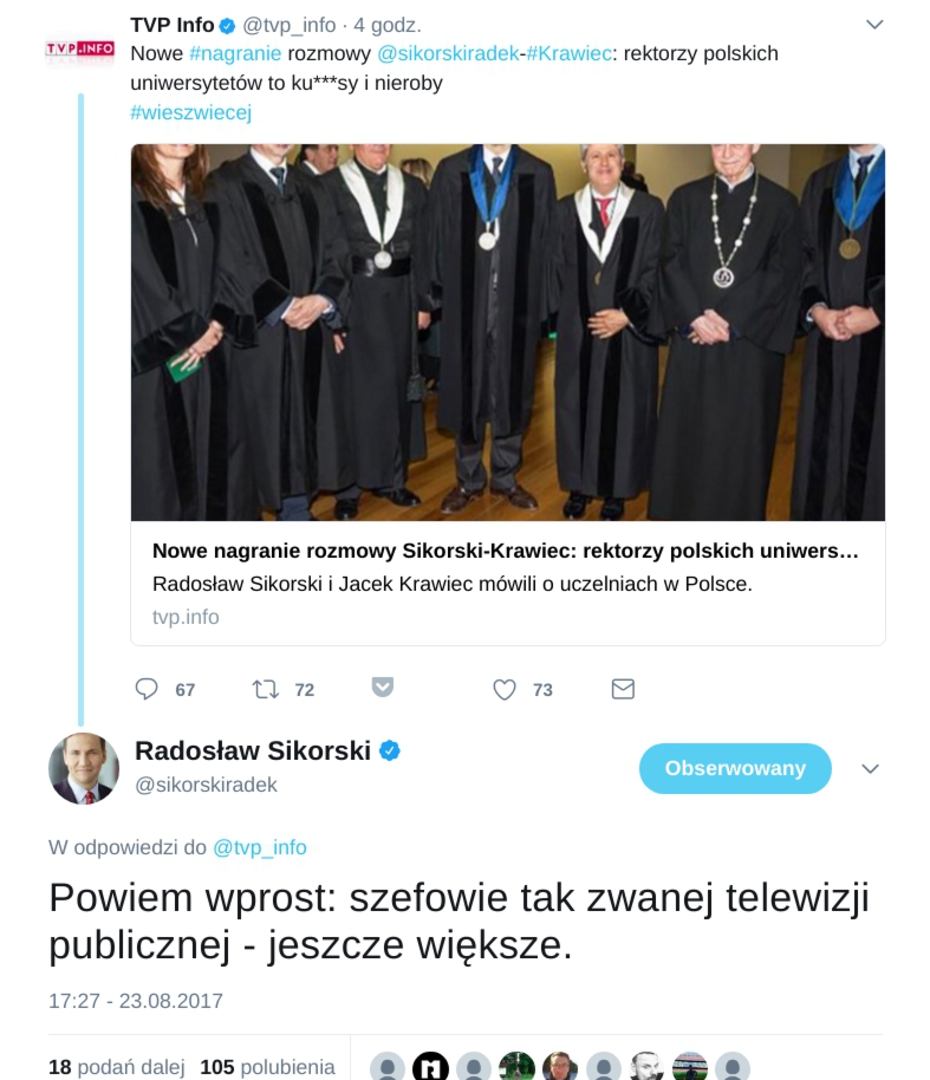 TVP Info @tvp_info · 4 godz.
TVP.INFO
Nowe #nagranie rozmowy @sikorskiradek-#Krawiec: rektorzy polskich
uniwersytetów to ku***sy i nieroby
#wieszwiecej
Nowe nagranie rozmowy Sikorski-Krawiec: rektorzy polskich uniwers…
Radosław Sikorski i Jacek Krawiec mówili o uczelniach w Polsce.
tvp.info
67 72 73
Radosław Sikorski
@sikorskiradek
Obserwowany
W odpowiedzi do @tvp_info
Powiem wprost: szefowie tak zwanej telewizji
publicznej - jeszcze większe.
17:27 - 23.08.2017
18 podań dalej 105 polubienia